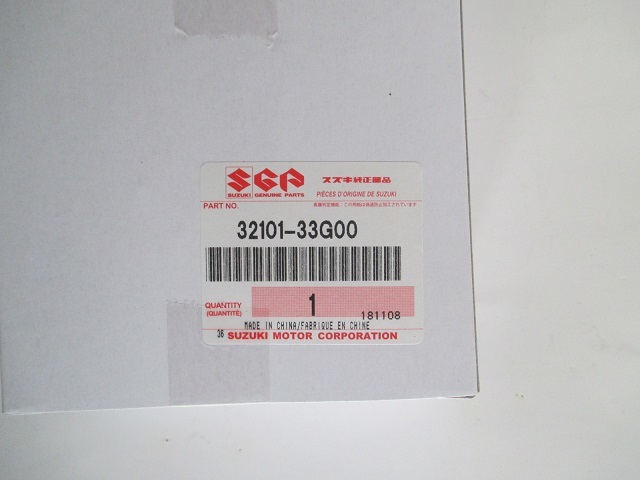 SGP スズキ純正部品
SUZUKI GENUINE PARTS PIÈCES D'ORIGINE DE SUZUKI
PART NO.
32101-33G00
QUANTITY 1
(QUANTITÉ) 181108
MADE IN CHINA/FABRIQUE EN CHINE
36 SUZUKI MOTOR CORPORATION